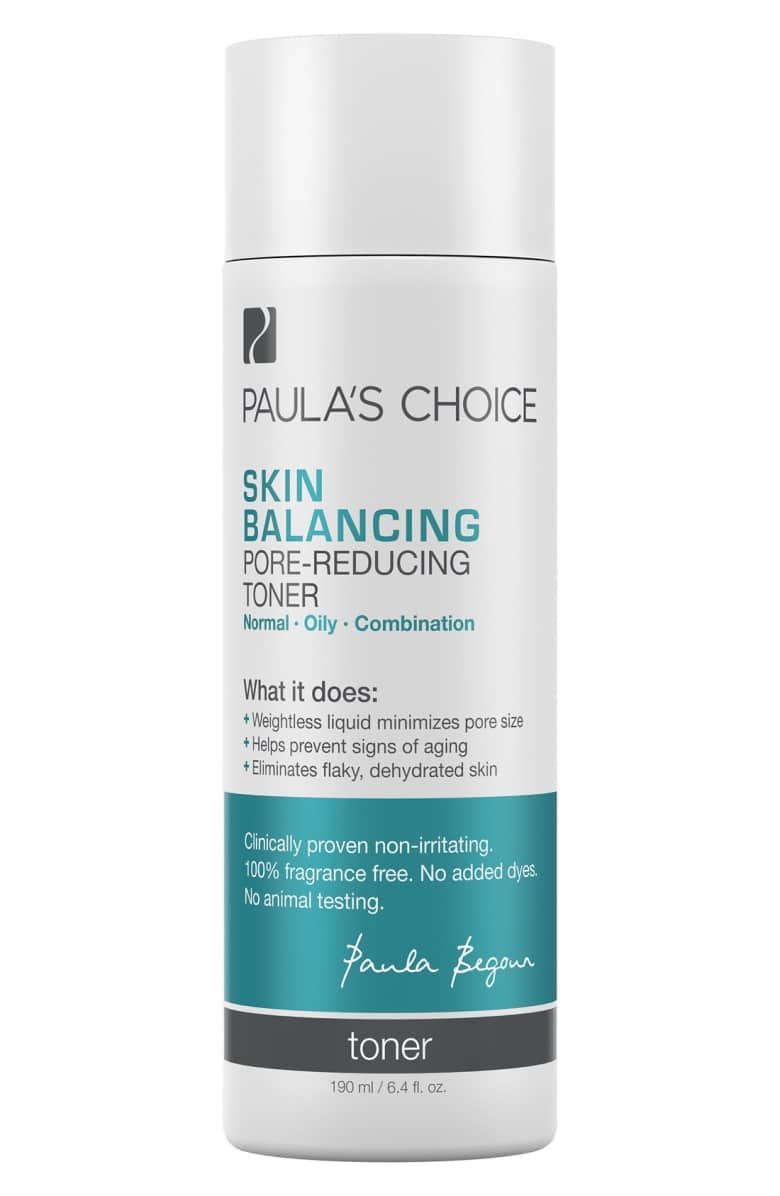 PAULA'S CHOICE
SKIN
BALANCING
PORE-REDUCING
TONER
Normal · Oily · Combination
What it does:
+ Weightless liquid minimizes pore size
+ Helps prevent signs of aging
+ Eliminates flaky, dehydrated skin
Clinically proven non-irritating.
100% fragrance free. No added dyes.
No animal testing.
Paula Begoun
toner
190 ml / 6.4 fl. oz.